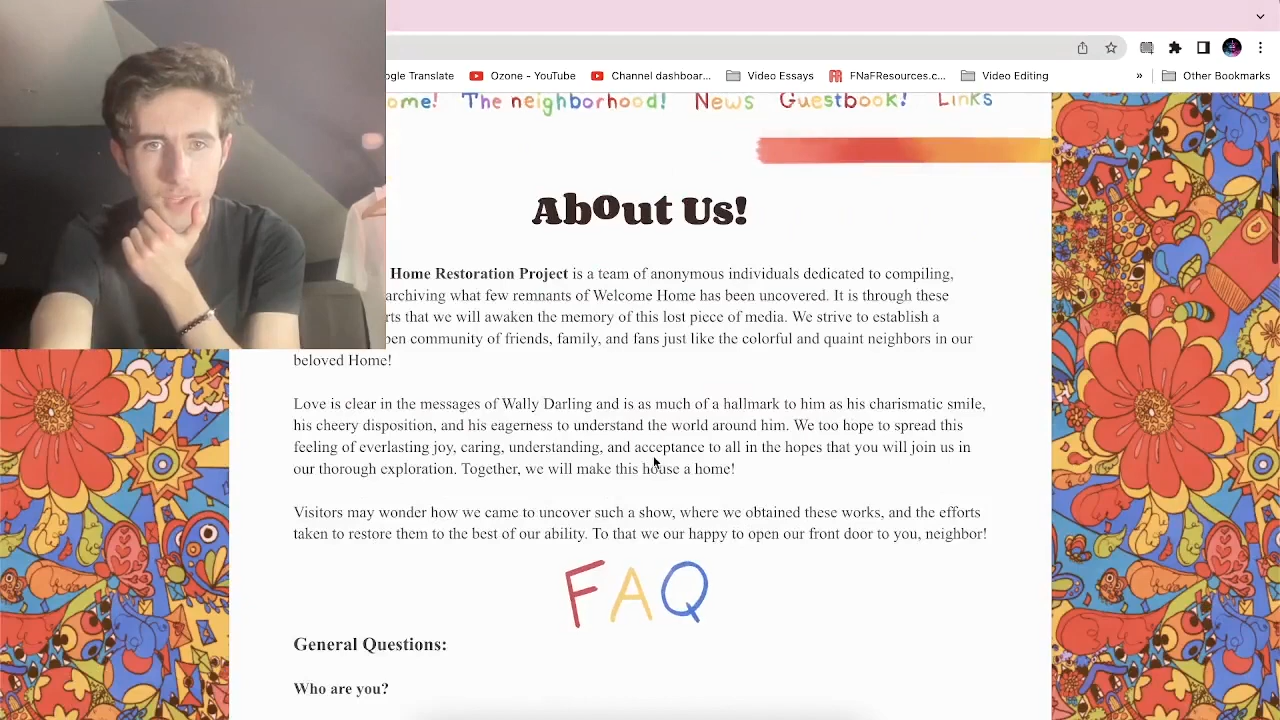 ogle Translate Ozone - YouTube Channel dashboar... Video Essays FNaFResources.c... Video Editing » Other Bookmarks
ome! The neighborhood! News Guestbook! Links
About Us!
Home Restoration Project is a team of anonymous individuals dedicated to compiling,
archiving what few remnants of Welcome Home has been uncovered. It is through these
rts that we will awaken the memory of this lost piece of media. We strive to establish a
pen community of friends, family, and fans just like the colorful and quaint neighbors in our
beloved Home!
Love is clear in the messages of Wally Darling and is as much of a hallmark to him as his charismatic smile,
his cheery disposition, and his eagerness to understand the world around him. We too hope to spread this
feeling of everlasting joy, caring, understanding, and acceptance to all in the hopes that you will join us in
our thorough exploration. Together, we will make this house a home!
Visitors may wonder how we came to uncover such a show, where we obtained these works, and the efforts
taken to restore them to the best of our ability. To that we our happy to open our front door to you, neighbor!
FAQ
General Questions:
Who are you?